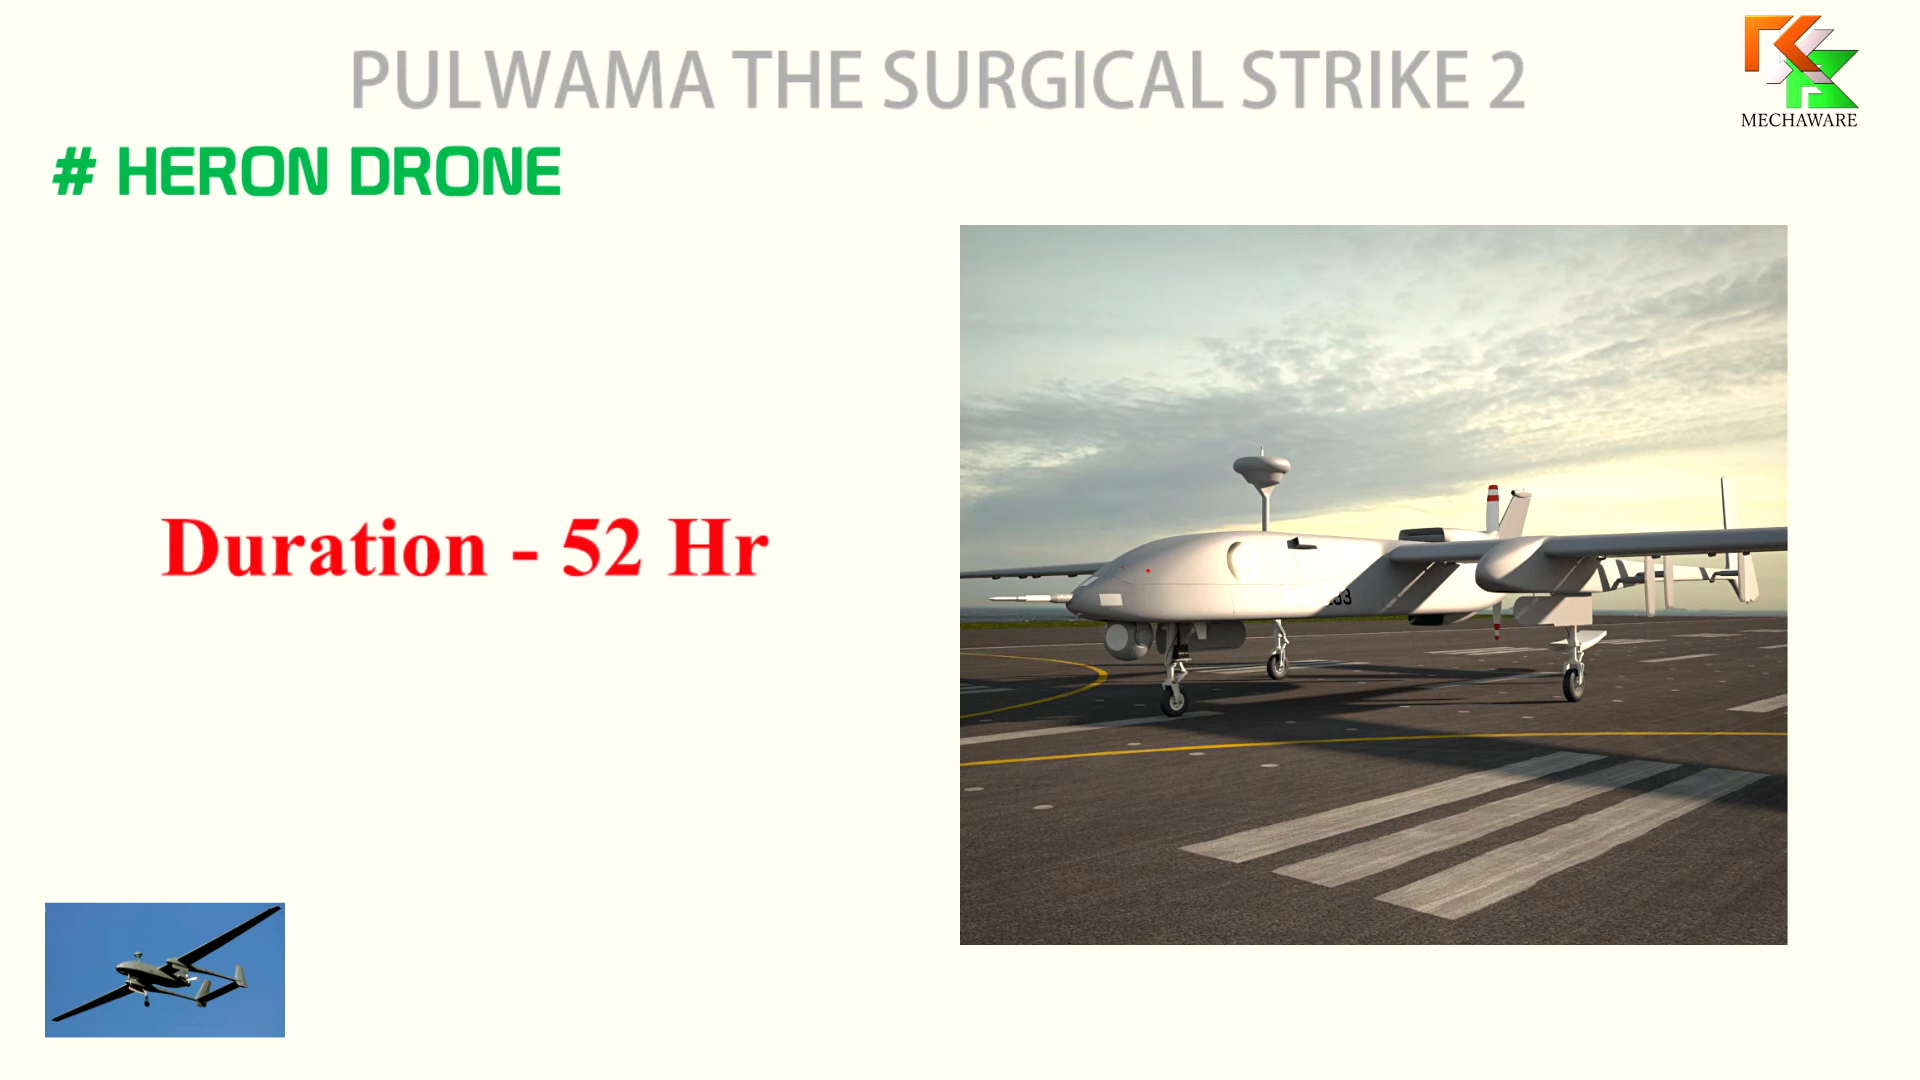 PULWAMA THE SURGICAL STRIKE 2
MECHAWARE
# HERON DRONE
Duration - 52 Hr